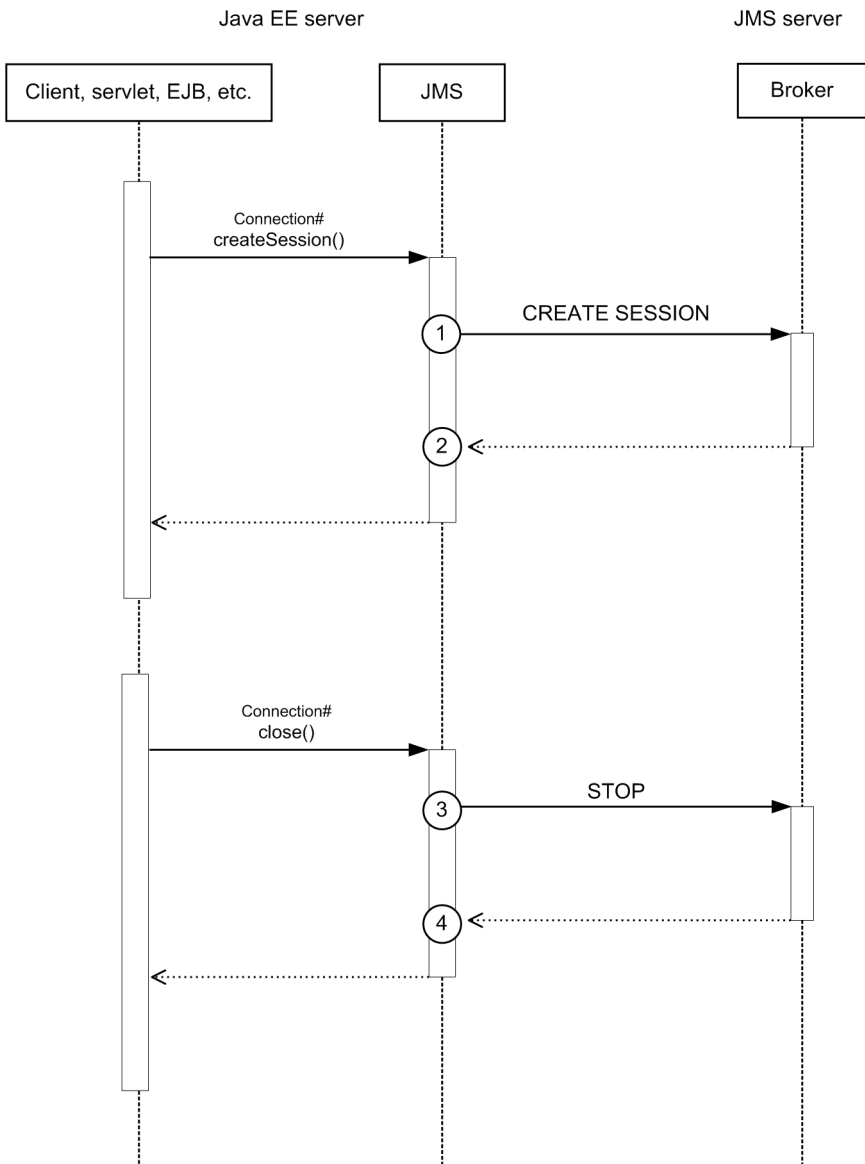 Java EE server
JMS server
Client, servlet, EJB, etc.
JMS
Broker
Connection#
createSession()
1
CREATE SESSION
2
Connection#
close()
3
STOP
4